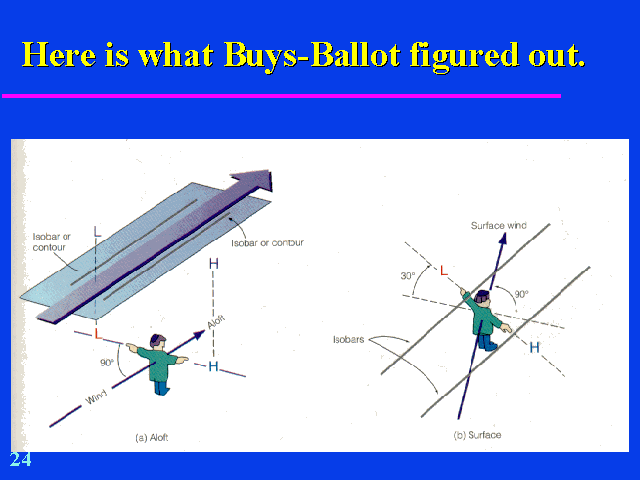 Here is what Buys-Ballot figured out.
L
Isobar or
contour
Isobar or contour
H
L
Aloft
90°
H
Wind
(a) Aloft
Surface wind
L
30°
90°
Isobars
H
(b) Surface
24